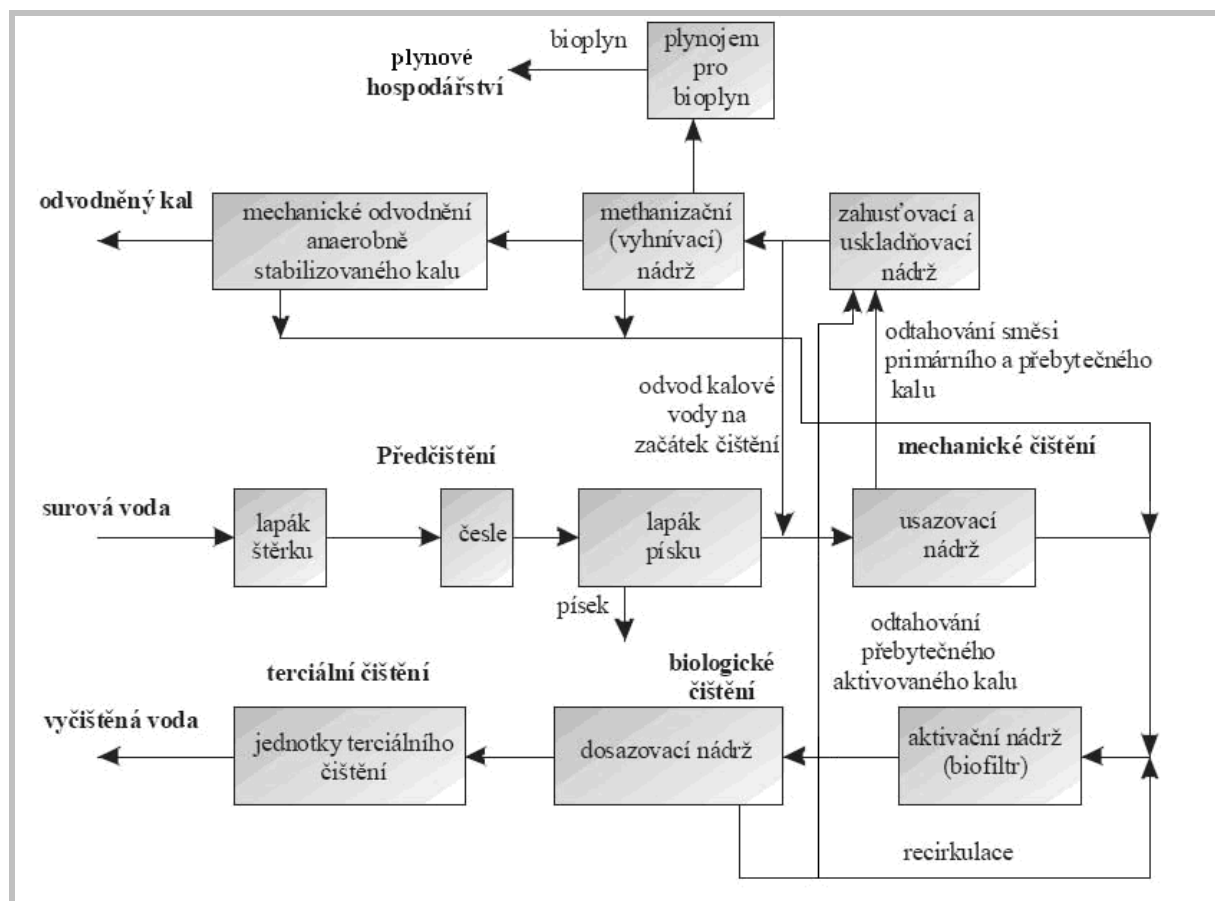 bioplyn
plynojem
pro
bioplyn
plynové
hospodářství
odvodněný kal
mechanické odvodnění
anaerobně
stabilizovaného kalu
methanizační
(vyhnívací)
nádrž
zahusťovací a
uskladňovací
nádrž
odtahování směsi
primárního a přebytečného
kalu
odvod kalové
vody na
začátek čištění
Předčištění
mechanické čištění
surová voda
lapák
štěrku
česle
lapák
písku
usazovací
nádrž
písek
odtahování
přebytečného
aktivovaného kalu
terciální čištění
biologické
čištění
vyčištěná voda
jednotky terciálního
čištění
dosazovací nádrž
aktivační nádrž
(biofiltr)
recirkulace